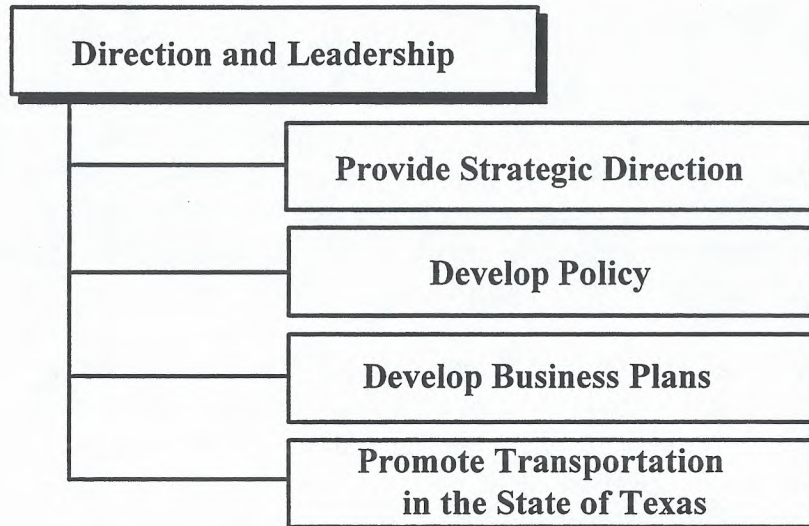 Direction and Leadership
Provide Strategic Direction
Develop Policy
Develop Business Plans
Promote Transportation
in the State of Texas